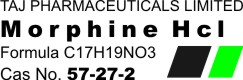 TAJ PHARMACEUTICALS LIMITED
Morphine Hcl
Formula C17H19NO3
Cas No. 57-27-2